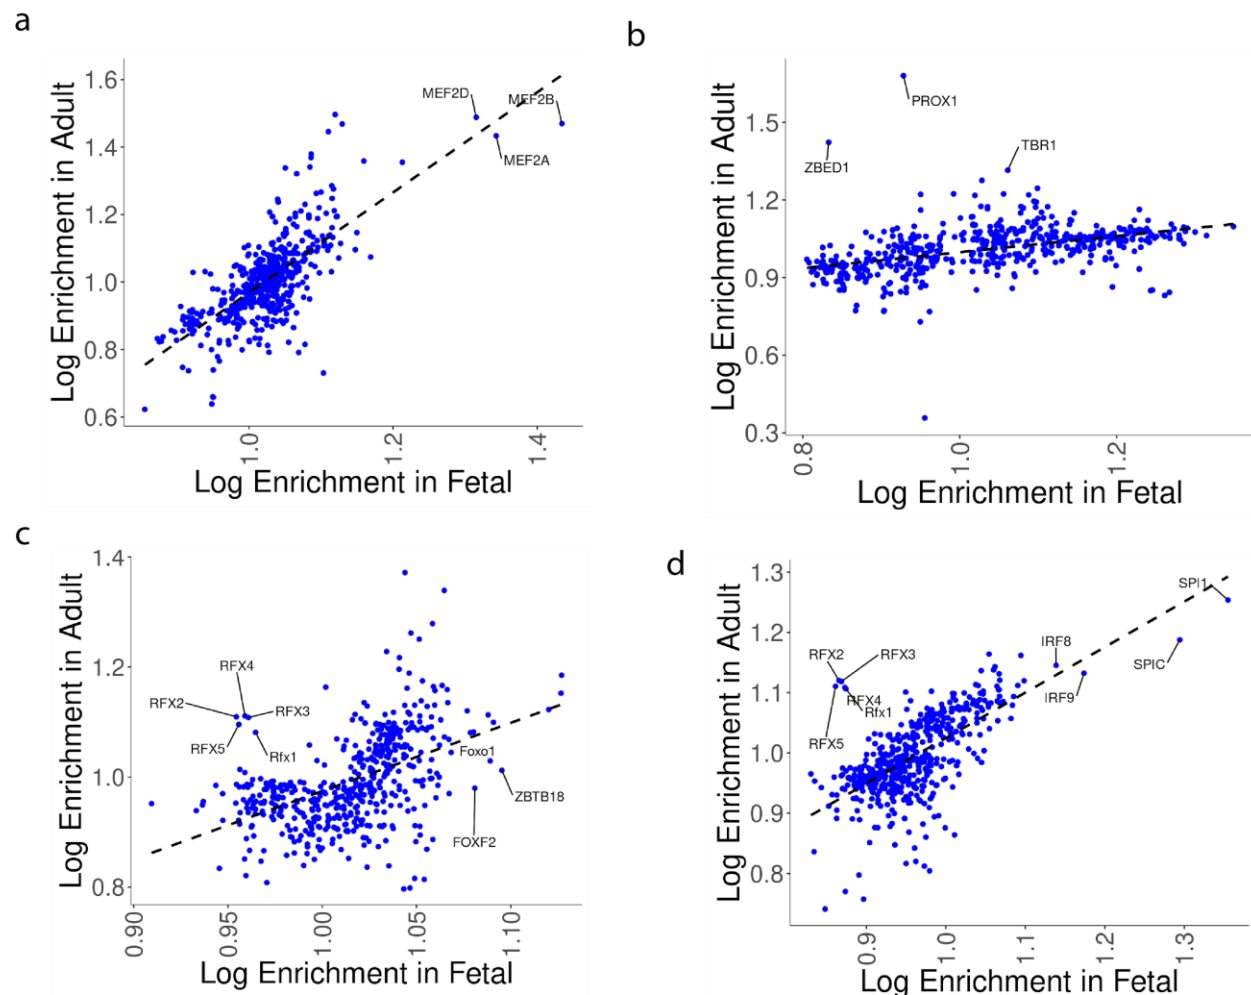 a
Log Enrichment in Adult
1.6
1.4
1.2
1.0
0.8
0.6
MEF2D
MEF2B
MEF2A
1.0
1.2
1.4
Log Enrichment in Fetal
b
Log Enrichment in Adult
1.5
1.2
0.9
0.6
0.3
PROX1
ZBED1
TBR1
0.8
1.0
1.2
Log Enrichment in Fetal
c
Log Enrichment in Adult
1.4
1.2
1.0
0.8
RFX4
RFX2
RFX3
RFX5
Rfx1
Foxo1
ZBTB18
FOXF2
0.90
0.95
1.00
1.05
1.10
Log Enrichment in Fetal
d
Log Enrichment in Adult
1.3
1.2
1.1
1.0
0.9
0.8
SPI1
IRF8
SPIC
IRF9
RFX2
RFX3
RFX4
Rfx1
RFX5
0.9
1.0
1.1
1.2
1.3
Log Enrichment in Fetal